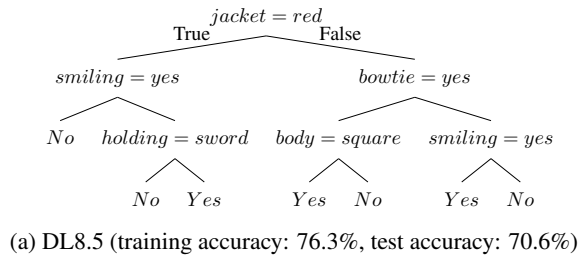 jacket = red
True False
smiling = yes bowtie = yes
No holding = sword body = square smiling = yes
No Yes Yes No Yes No
(a) DL8.5 (training accuracy: 76.3%, test accuracy: 70.6%)